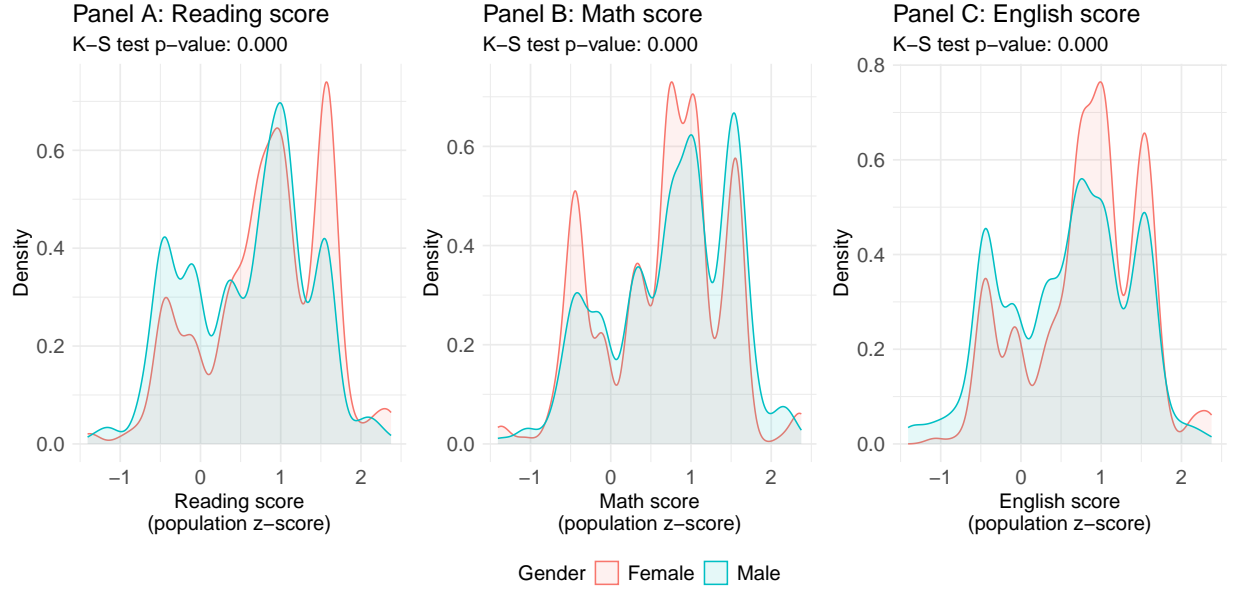 Panel A: Reading score
K−S test p−value: 0.000
Density
0.6
0.4
0.2
0.0
−1 0 1 2
Reading score
(population z−score)
Panel B: Math score
K−S test p−value: 0.000
Density
0.6
0.4
0.2
0.0
−1 0 1 2
Math score
(population z−score)
Panel C: English score
K−S test p−value: 0.000
Density
0.8
0.6
0.4
0.2
0.0
−1 0 1 2
English score
(population z−score)
Gender Female Male